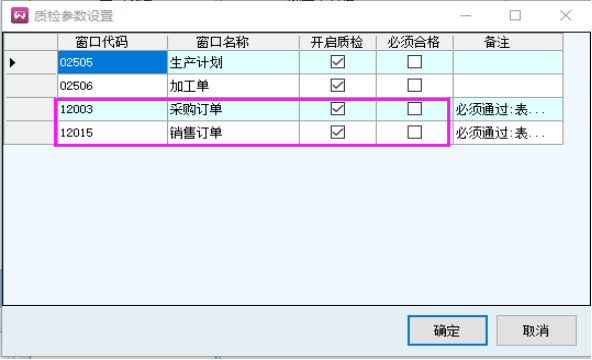 质检参数设置
窗口代码 窗口名称 开启质检 必须合格 备注
02505 生产计划
02506 加工单
12003 采购订单 必须通过:表...
12015 销售订单 必须通过:表...
确定 取消